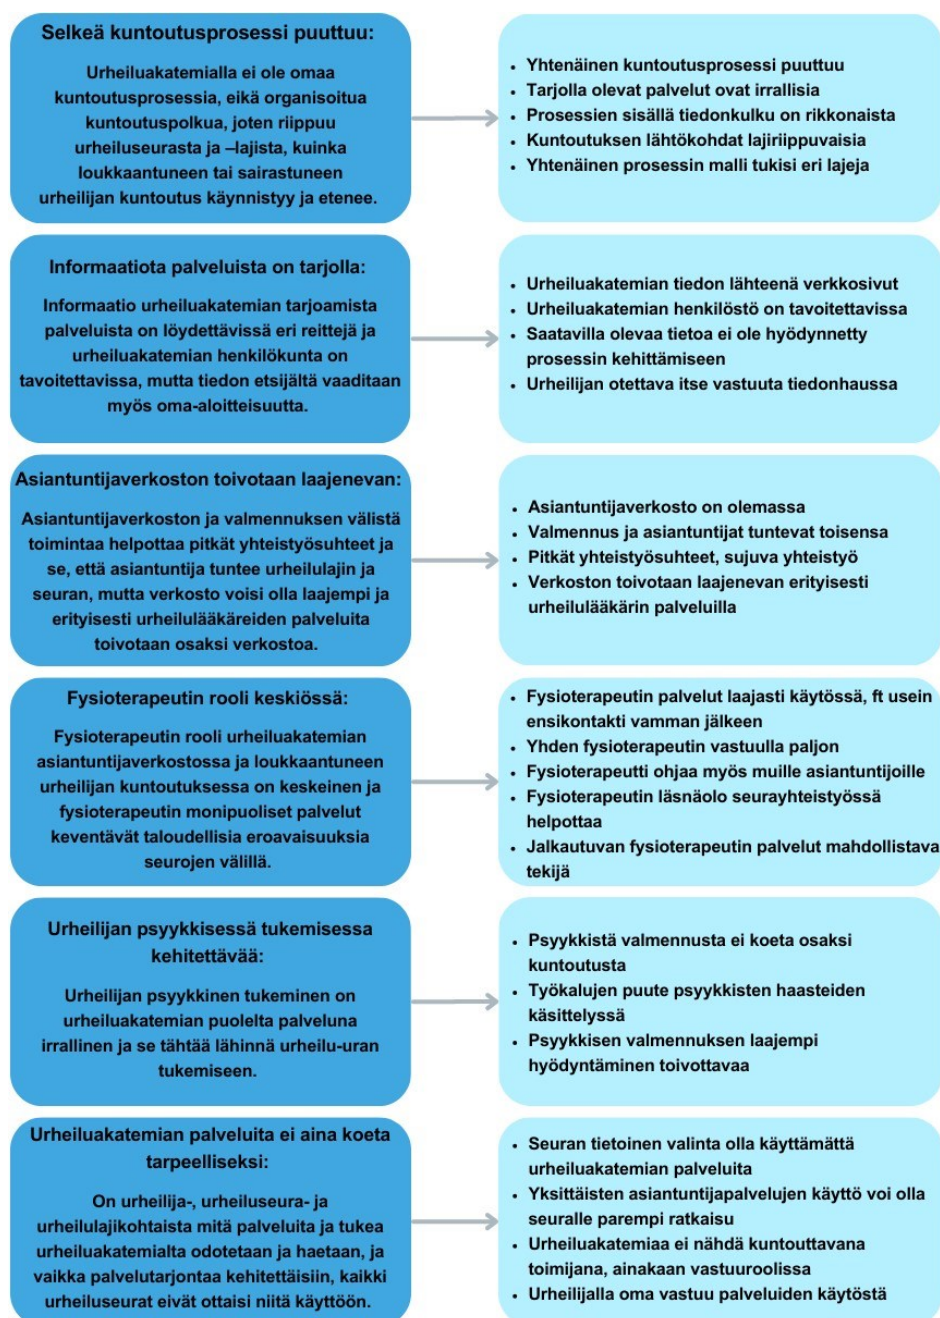 Selkeä kuntoutusprosessi puuttuu:
Urheiluakatemialla ei ole omaa
kuntoutusprosessia, eikä organisoitua
kuntoutuspolkua, joten riippuu
urheiluseurasta ja –lajista, kuinka
loukkaantuneen tai sairastuneen
urheilijan kuntoutus käynnistyy ja etenee.
• Yhtenäinen kuntoutusprosessi puuttuu
• Tarjolla olevat palvelut ovat irrallisia
• Prosessien sisällä tiedonkulku on rikkonaista
• Kuntoutuksen lähtökohdat lajiriippuvaisia
• Yhtenäinen prosessin malli tukisi eri lajeja
Informaatiota palveluista on tarjolla:
Informaatio urheiluakatemian tarjoamista
palveluista on löydettävissä eri reittejä ja
urheiluakatemian henkilökunta on
tavoitettavissa, mutta tiedon etsijältä vaaditaan
myös oma-aloitteisuutta.
• Urheiluakatemian tiedon lähteenä verkkosivut
• Urheiluakatemian henkilöstö on tavoitettavissa
• Saatavilla olevaa tietoa ei ole hyödynnetty
prosessin kehittämiseen
• Urheilijan otettava itse vastuuta tiedonhaussa
Asiantuntijaverkoston toivotaan laajenevan:
Asiantuntijaverkoston ja valmennuksen välistä
toimintaa helpottaa pitkät yhteistyösuhteet ja
se, että asiantuntija tuntee urheilulajin ja
seuran, mutta verkosto voisi olla laajempi ja
erityisesti urheilulääkäreiden palveluita
toivotaan osaksi verkostoa.
• Asiantuntijaverkosto on olemassa
• Valmennus ja asiantuntijat tuntevat toisensa
• Pitkät yhteistyösuhteet, sujuva yhteistyö
• Verkoston toivotaan laajenevan erityisesti
urheilulääkärin palveluilla
Fysioterapeutin rooli keskiössä:
Fysioterapeutin rooli urheiluakatemian
asiantuntijaverkostossa ja loukkaantuneen
urheilijan kuntoutuksessa on keskeinen ja
fysioterapeutin monipuoliset palvelut
keventävät taloudellisia eroavaisuuksia
seurojen välillä.
• Fysioterapeutin palvelut laajasti käytössä, ft usein
ensikontakti vamman jälkeen
• Yhden fysioterapeutin vastuulla paljon
• Fysioterapeutti ohjaa myös muille asiantuntijoille
• Fysioterapeutin läsnäolo seurayhteistyössä
helpottaa
• Jalkautuvan fysioterapeutin palvelut mahdollistava
tekijä
Urheilijan psyykkisessä tukemisessa
kehitettävää:
Urheilijan psyykkinen tukeminen on
urheiluakatemian puolelta palveluna
irrallinen ja se tähtää lähinnä urheilu-uran
tukemiseen.
• Psyykkistä valmennusta ei koeta osaksi
kuntoutusta
• Työkalujen puute psyykkisten haasteiden
käsittelyssä
• Psyykkisen valmennuksen laajempi
hyödyntäminen toivottavaa
Urheiluakatemian palveluita ei aina koeta
tarpeelliseksi:
On urheilija-, urheiluseura- ja
urheilulajikohtaista mitä palveluita ja tukea
urheiluakatemialta odotetaan ja haetaan, ja
vaikka palvelutarjontaa kehitettäisiin, kaikki
urheiluseurat eivät ottaisi niitä käyttöön.
• Seuran tietoinen valinta olla käyttämättä
urheiluakatemian palveluita
• Yksittäisten asiantuntijapalvelujen käyttö voi olla
seuralle parempi ratkaisu
• Urheiluakatemiaa ei nähdä kuntouttavana
toimijana, ainakaan vastuuroolissa
• Urheilijalla oma vastuu palveluiden käytöstä